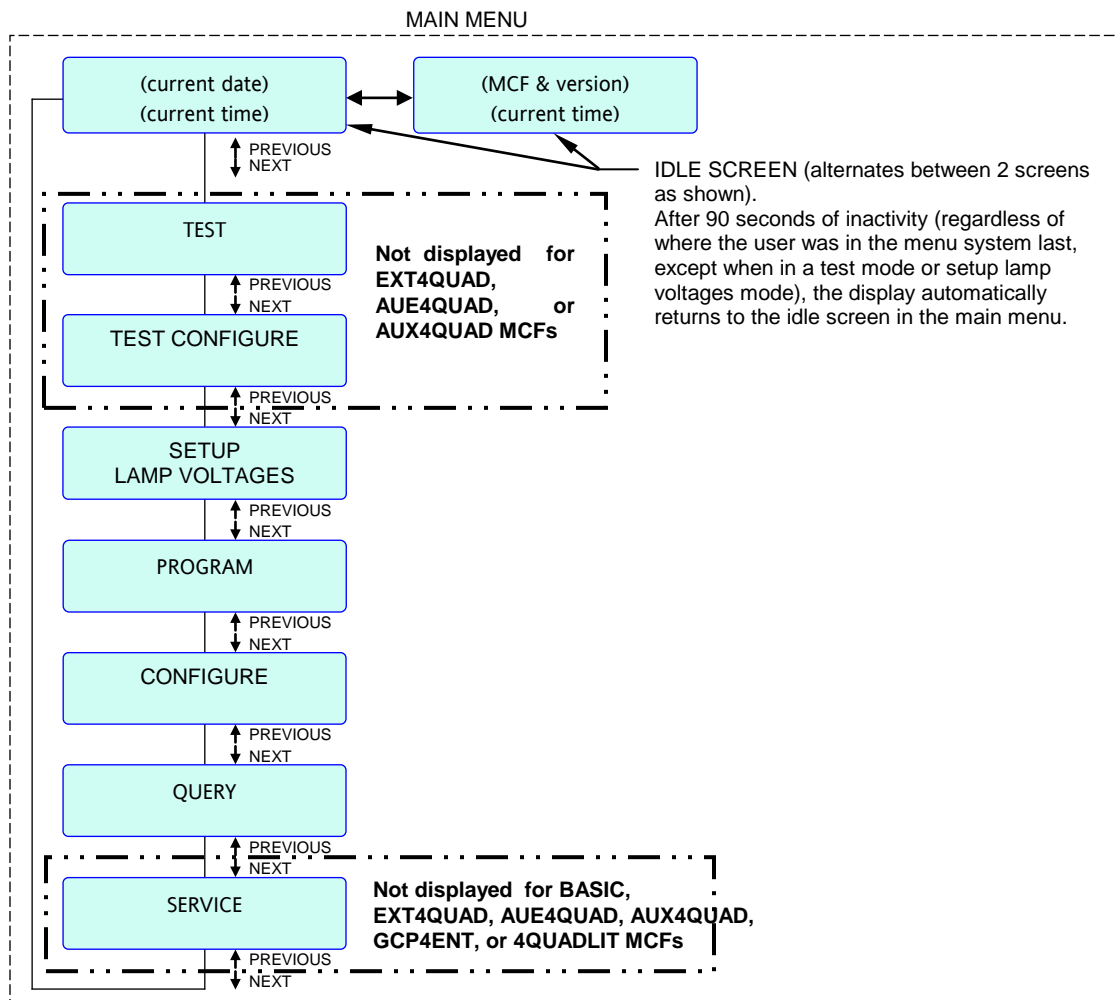 MAIN MENU
(current date)
(current time)
(MCF & version)
(current time)
PREVIOUS
NEXT
IDLE SCREEN (alternates between 2 screens
as shown).
After 90 seconds of inactivity (regardless of
where the user was in the menu system last,
except when in a test mode or setup lamp
voltages mode), the display automatically
returns to the idle screen in the main menu.
TEST
Not displayed for
EXT4QUAD,
AUE4QUAD, or
AUX4QUAD MCFs
PREVIOUS
NEXT
TEST CONFIGURE
PREVIOUS
NEXT
SETUP
LAMP VOLTAGES
PREVIOUS
NEXT
PROGRAM
PREVIOUS
NEXT
CONFIGURE
PREVIOUS
NEXT
QUERY
PREVIOUS
NEXT
SERVICE
Not displayed for BASIC,
EXT4QUAD, AUE4QUAD, AUX4QUAD,
GCP4ENT, or 4QUADLIT MCFs
PREVIOUS
NEXT